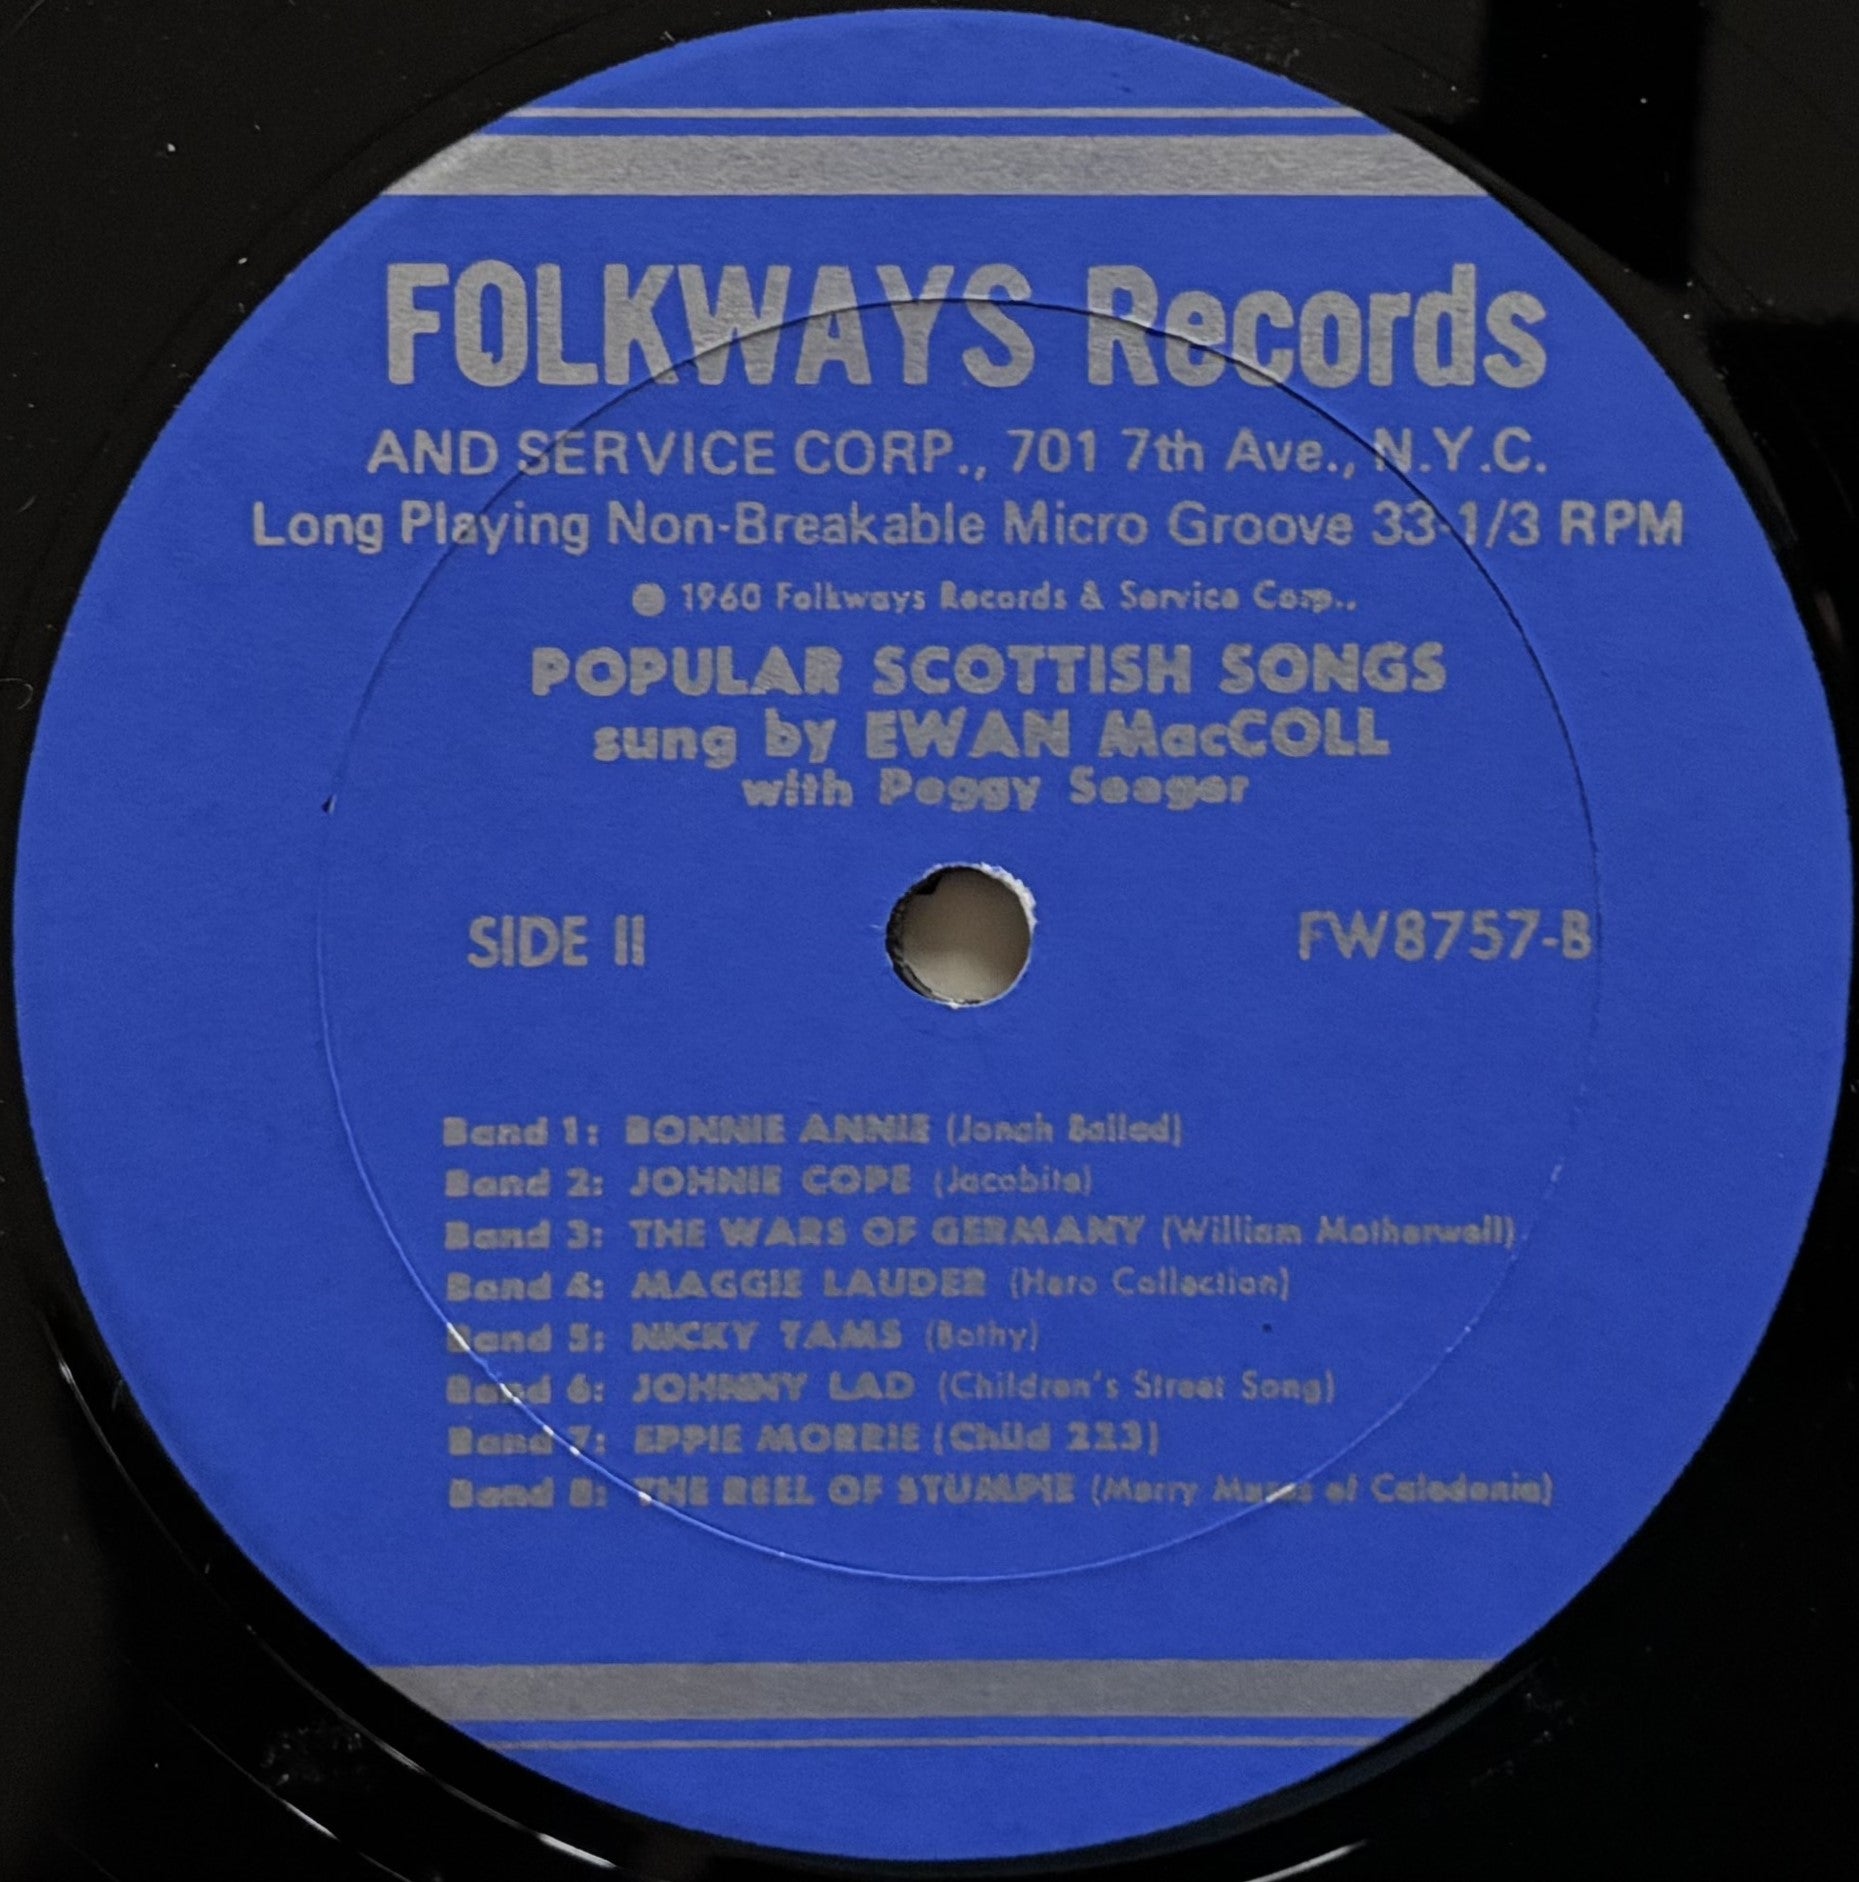 FOLKWAYS Records
AND SERVICE CORP., 701 7th Ave., N.Y.C.
Long Playing Non-Breakable Micro Groove 33-1/3 RPM
℗ 1960 Folkways Records & Service Corp.,
POPULAR SCOTTISH SONGS
sung by EWAN MacCOLL
with Peggy Seeger
SIDE II
FW8757-B
Band 1: BONNIE ANNIE (Jonah Ballad)
Band 2: JOHNIE COPE (Jacobite)
Band 3: THE WARS OF GERMANY (William Motherwell)
Band 4: MAGGIE LAUDER (Hero Collection)
Band 5: NICKY TAMS (Bothy)
Band 6: JOHNNY LAD (Children's Street Song)
Band 7: EPPIE MORRIE (Child 223)
Band 8: THE REEL OF STUMPIE (Merry Muses of Caledonia)